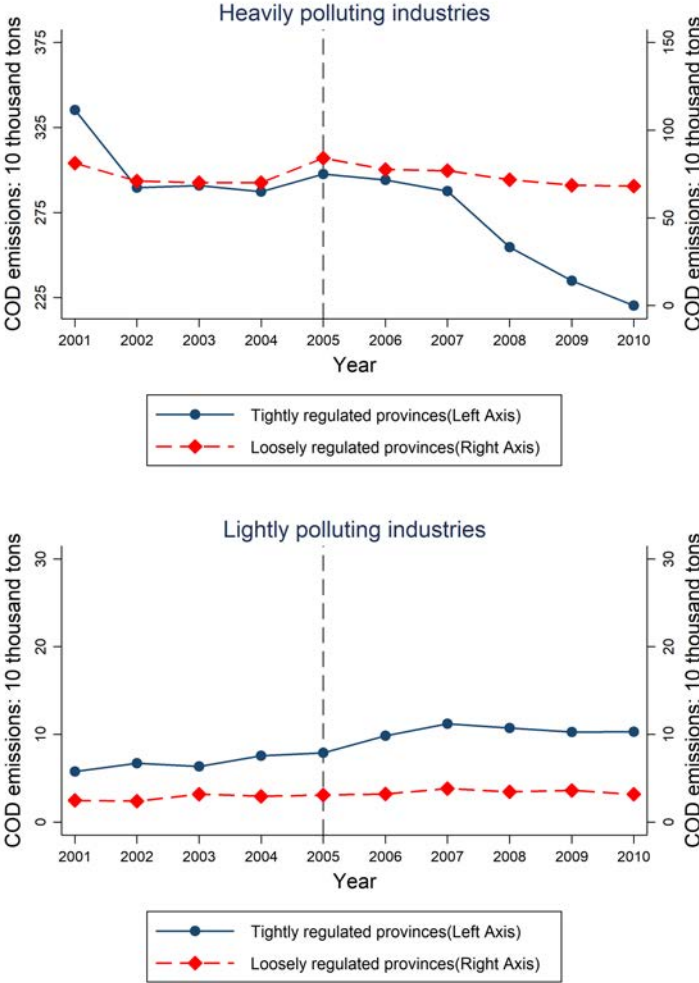 Heavily polluting industries
COD emissions: 10 thousand tons
375
325
275
225
150
100
50
0
COD emissions: 10 thousand tons
2001 2002 2003 2004 2005 2006 2007 2008 2009 2010
Year
Tightly regulated provinces(Left Axis)
Loosely regulated provinces(Right Axis)
Lightly polluting industries
COD emissions: 10 thousand tons
30
20
10
0
30
20
10
0
COD emissions: 10 thousand tons
2001 2002 2003 2004 2005 2006 2007 2008 2009 2010
Year
Tightly regulated provinces(Left Axis)
Loosely regulated provinces(Right Axis)